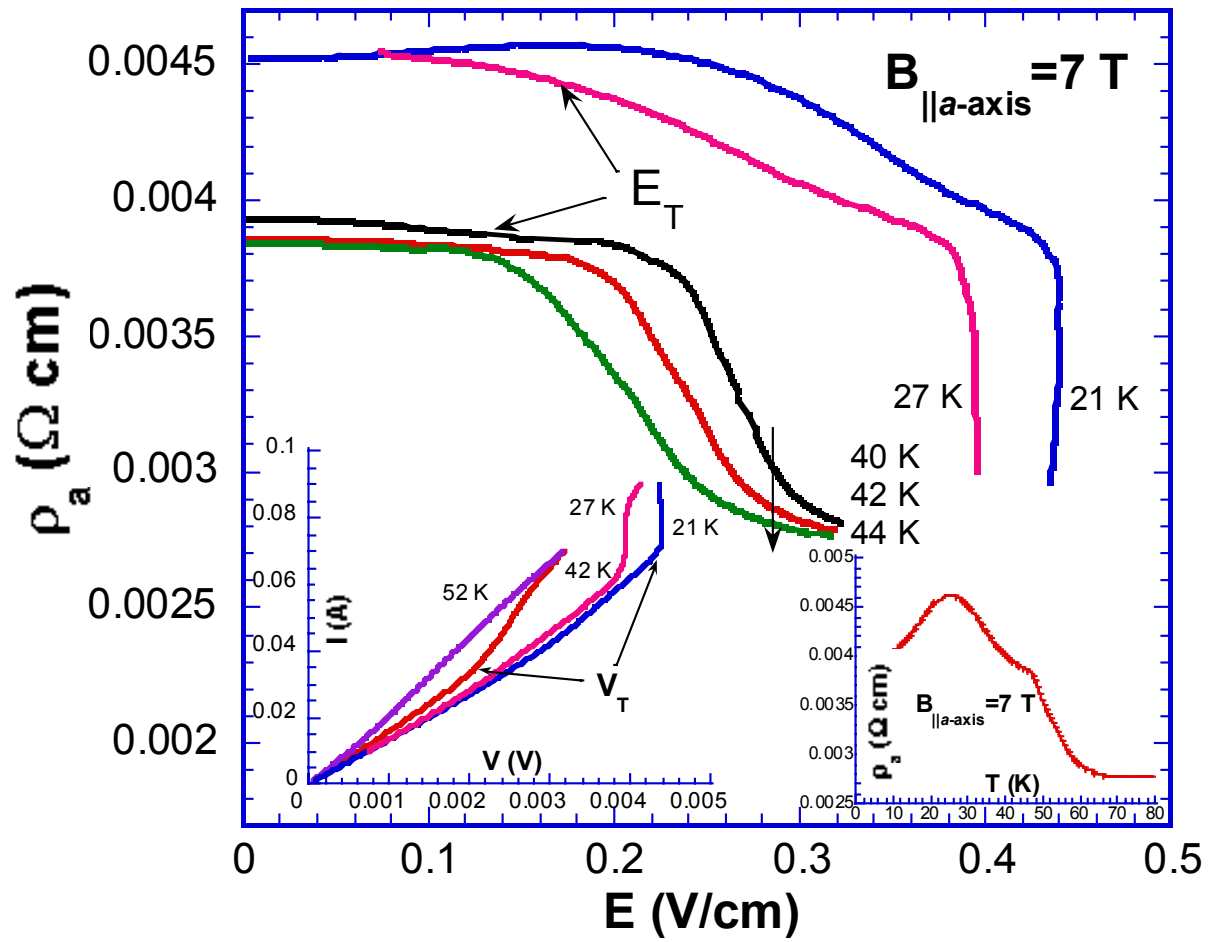 B||a-axis=7 T
ρa (Ω cm)
0.0045
0.004
0.0035
0.003
0.0025
0.002
ET
27 K
21 K
40 K
42 K
44 K
0 0.1 0.2 0.3 0.4 0.5
E (V/cm)
I (A)
0.1
0.08
0.06
0.04
0.02
0
27 K
21 K
42 K
52 K
VT
V (V)
0 0.001 0.002 0.003 0.004 0.005
ρa (Ω cm)
0.005
0.0045
0.004
0.0035
0.003
0.0025
B||a-axis=7 T
T (K)
0 10 20 30 40 50 60 70 80